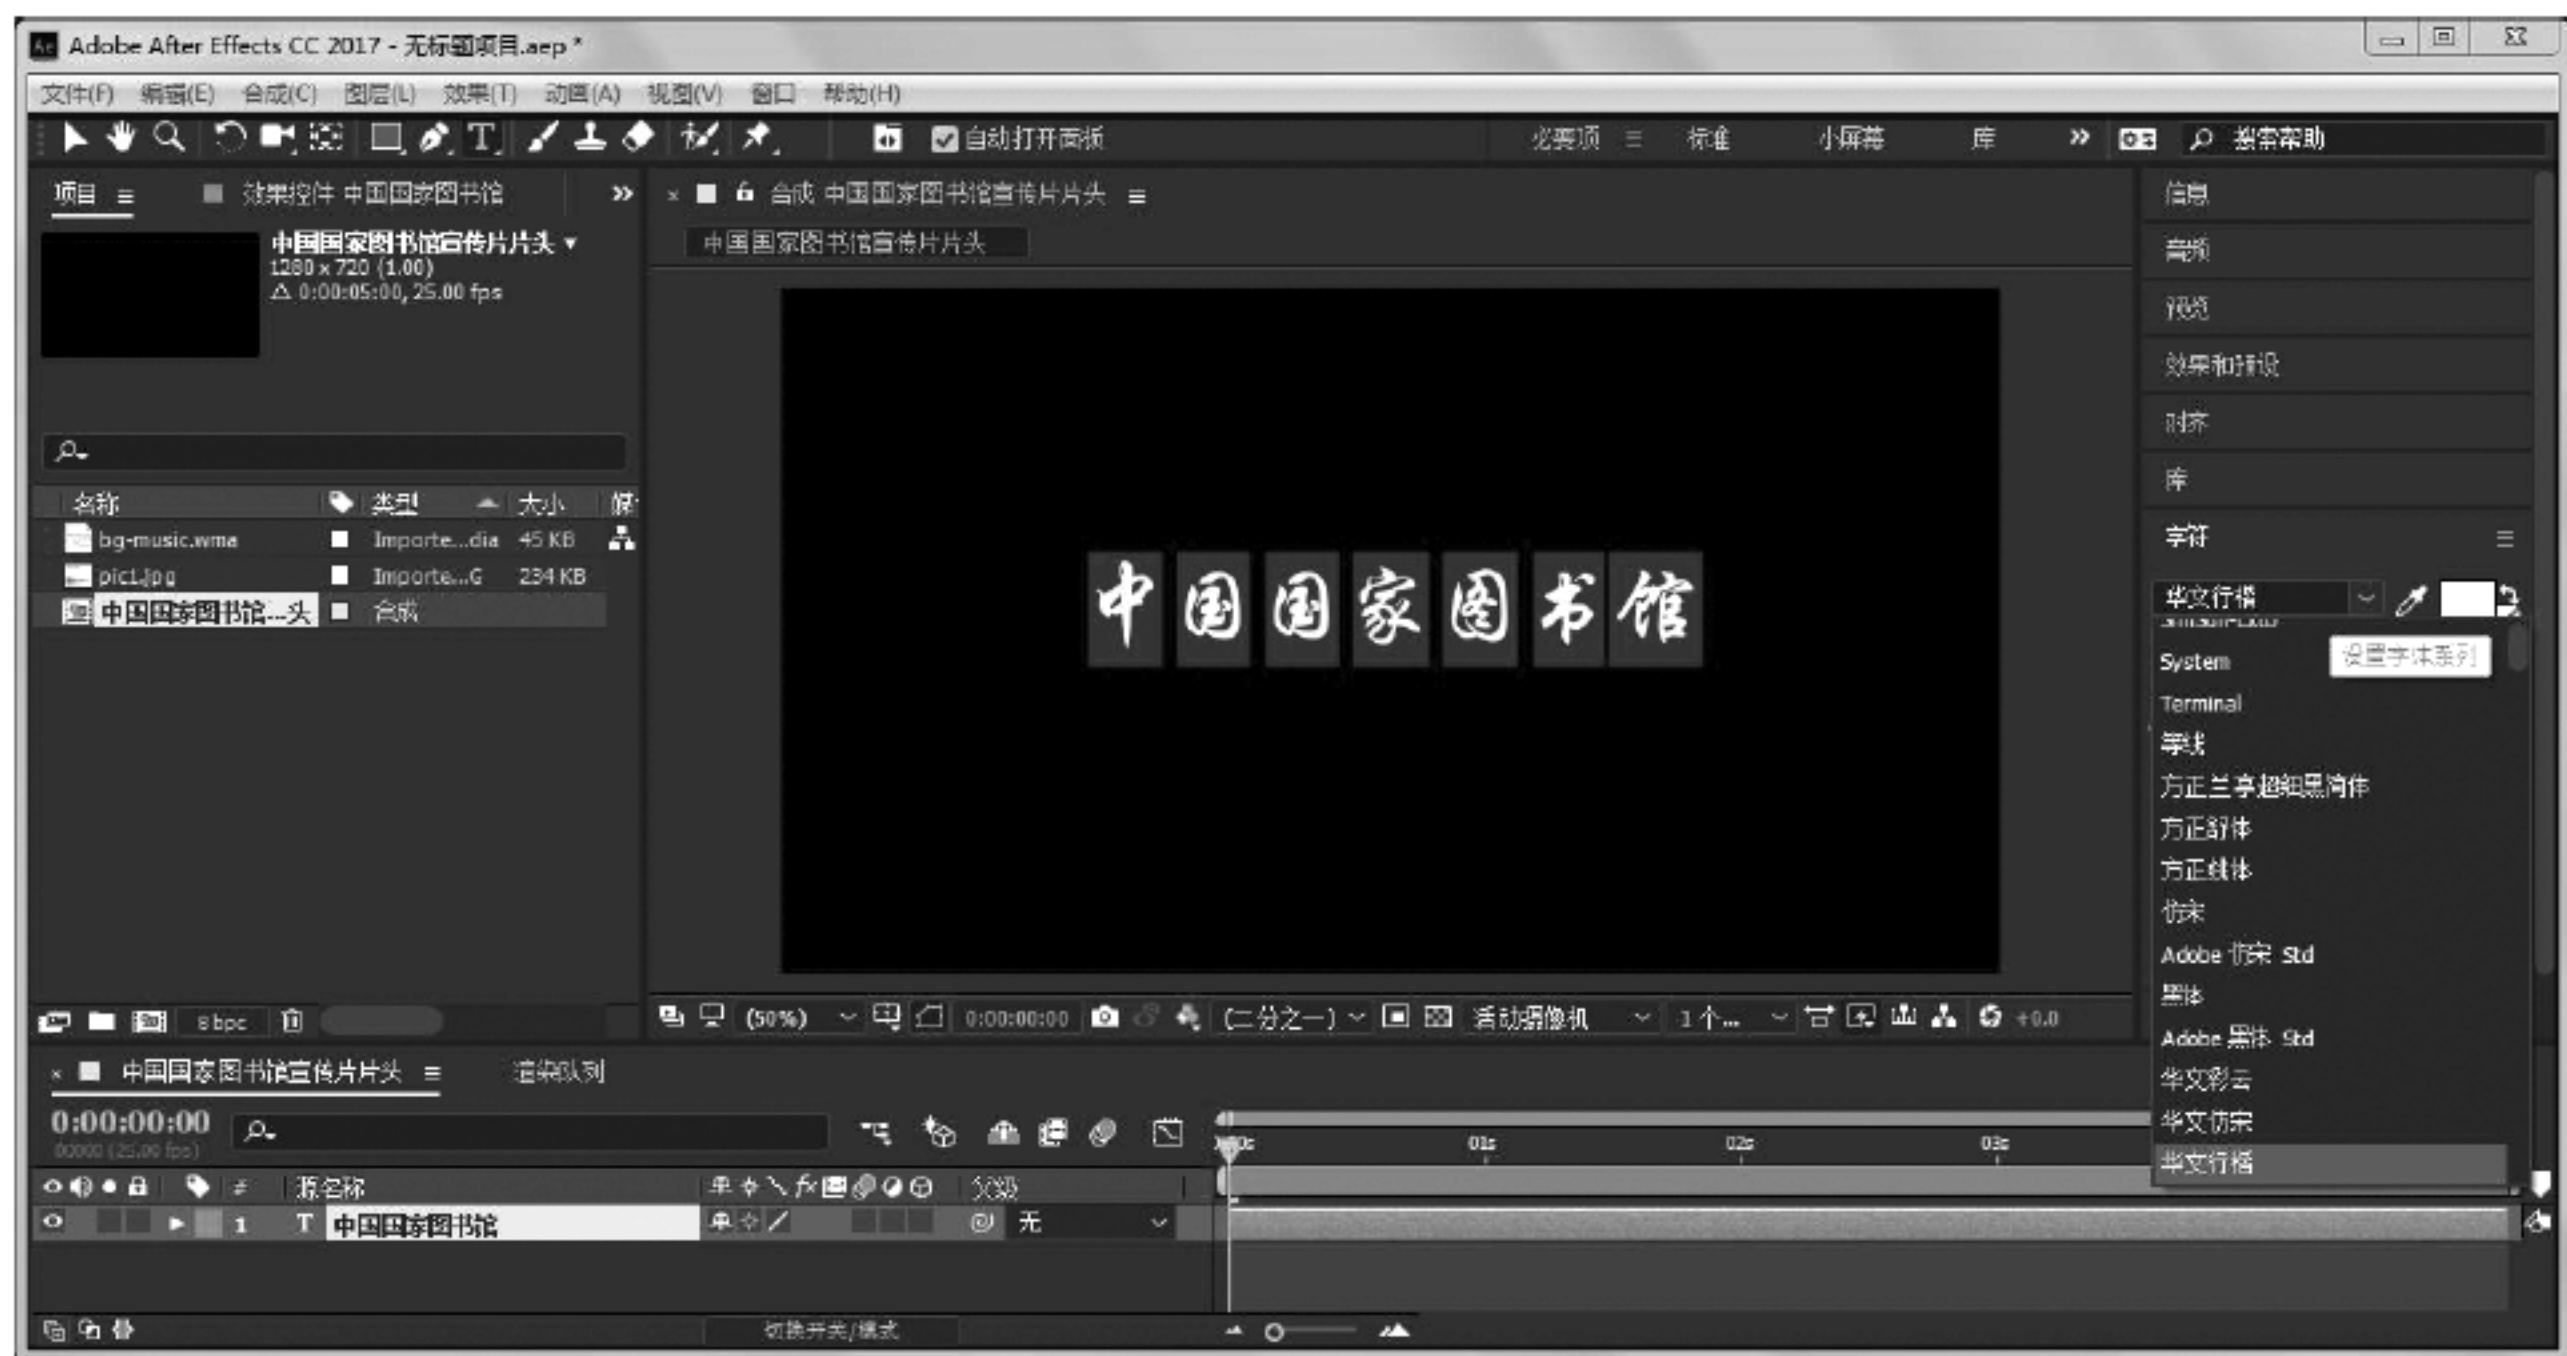 Adobe After Effects CC 2017 - 无标题项目.aep *
文件(F) 编辑(E) 合成(C) 图层(L) 效果(T) 动画(A) 视图(V) 窗口 帮助(H)
自动打开面板 必要项 标准 小屏幕 库 搜索帮助
项目 效果控件 中国国家图书馆
中国国家图书馆宣传片片头
1280 x 720 (1.00)
Δ 0:00:05:00, 25.00 fps
名称 类型 大小 媒
bg-music.wma Importe...dia 45 KB
pic1.jpg Importe...G 234 KB
中国国家图书馆...头 合成
8 bpc
合成 中国国家图书馆宣传片片头
中国国家图书馆宣传片片头
中国国家图书馆
(50%) 0:00:00:00 (二分之一) 活动摄像机 1个... +0.0
信息
音频
预览
效果和预设
对齐
库
字符
华文行楷
设置字体系列
System
Terminal
等线
方正兰亭超细黑简体
方正舒体
方正姚体
仿宋
Adobe 仿宋 Std
黑体
Adobe 黑体 Std
华文彩云
华文仿宋
华文行楷
中国国家图书馆宣传片片头 渲染队列
0:00:00:00
00000 (25.00 fps)
01s 02s 03s
# 源名称 父级
1 T 中国国家图书馆 无
切换开关/模式